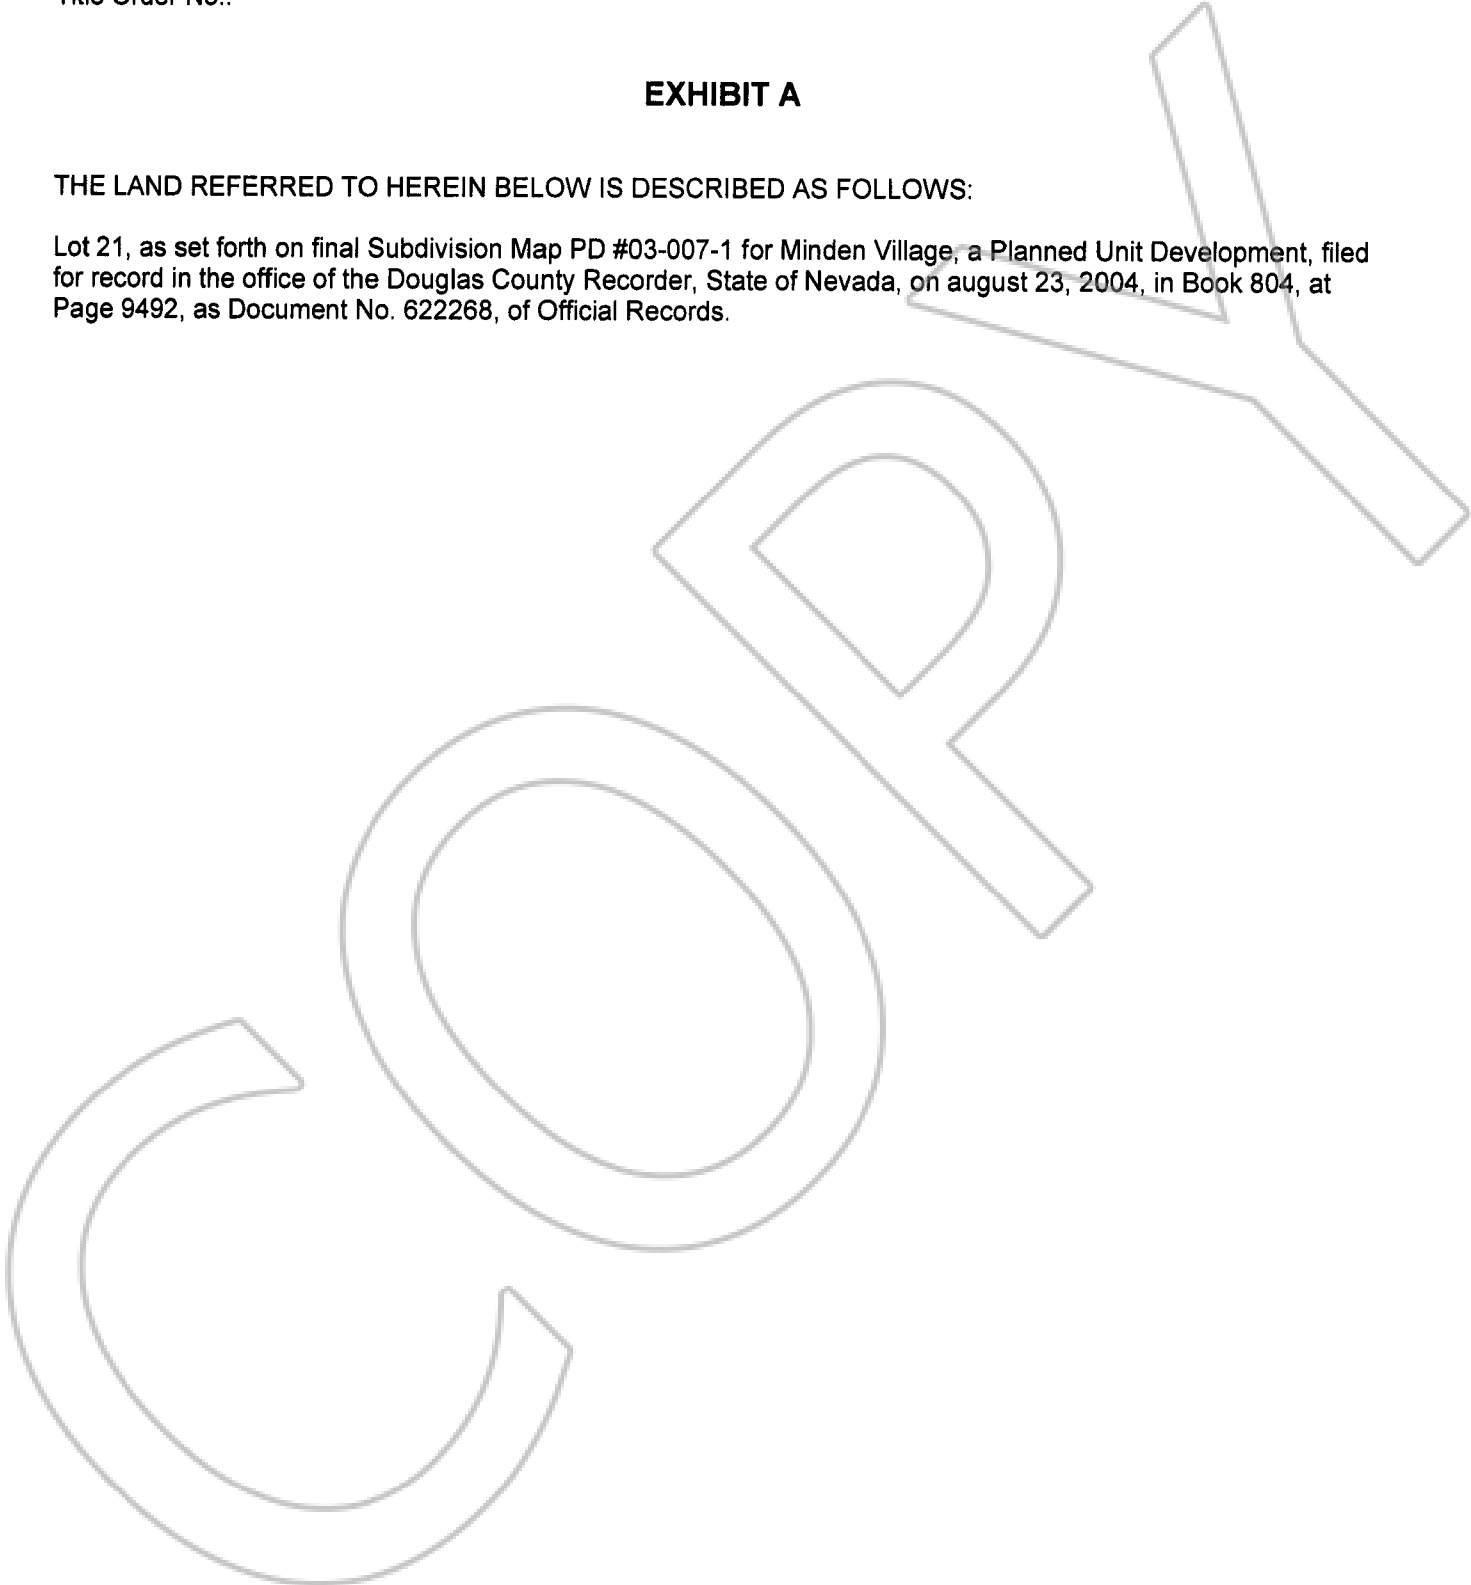 Title Order No.:
EXHIBIT A
THE LAND REFERRED TO HEREIN BELOW IS DESCRIBED AS FOLLOWS:
Lot 21, as set forth on final Subdivision Map PD #03-007-1 for Minden Village, a Planned Unit Development, filed
for record in the office of the Douglas County Recorder, State of Nevada, on august 23, 2004, in Book 804, at
Page 9492, as Document No. 622268, of Official Records.
COPY